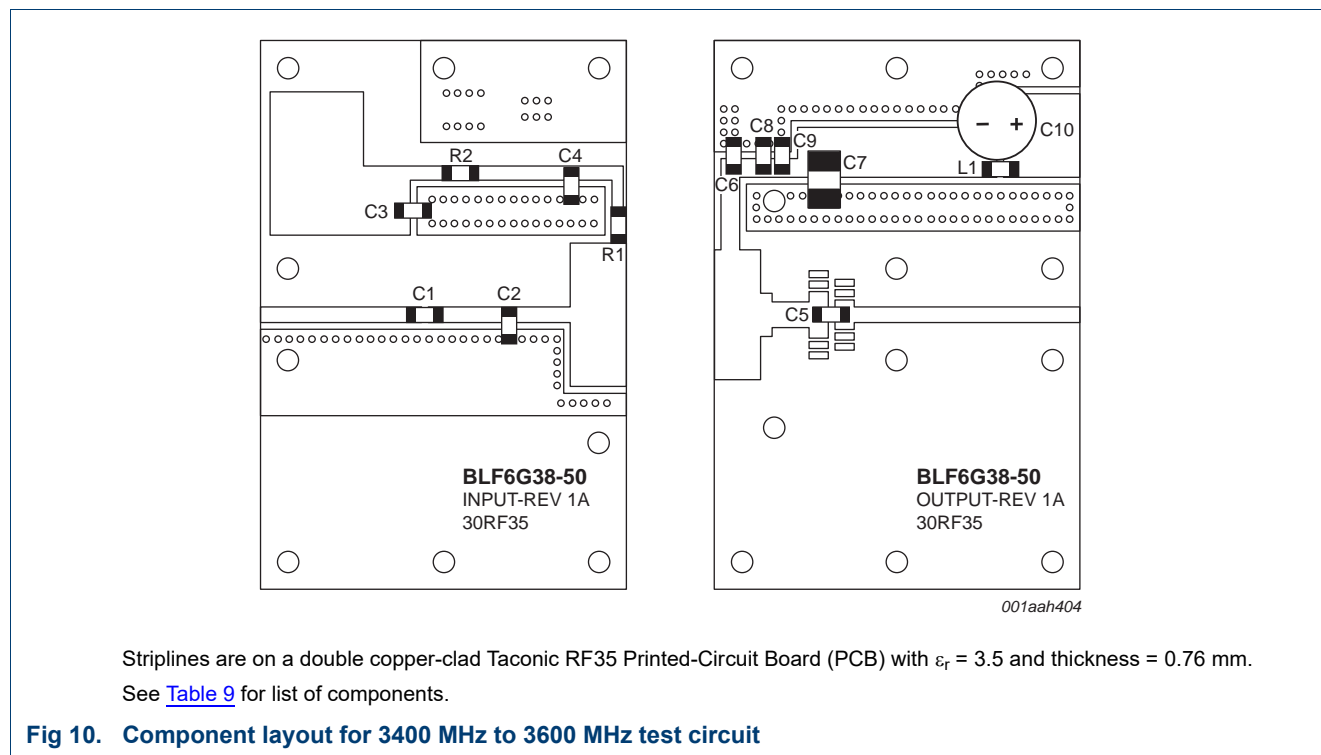 R2
C4
C3
R1
C1
C2
BLF6G38-50
INPUT-REV 1A
30RF35
C8
C9
C10
− +
C7
L1
C6
C5
BLF6G38-50
OUTPUT-REV 1A
30RF35
001aah404
Striplines are on a double copper-clad Taconic RF35 Printed-Circuit Board (PCB) with εr = 3.5 and thickness = 0.76 mm.
See Table 9 for list of components.
Fig 10. Component layout for 3400 MHz to 3600 MHz test circuit